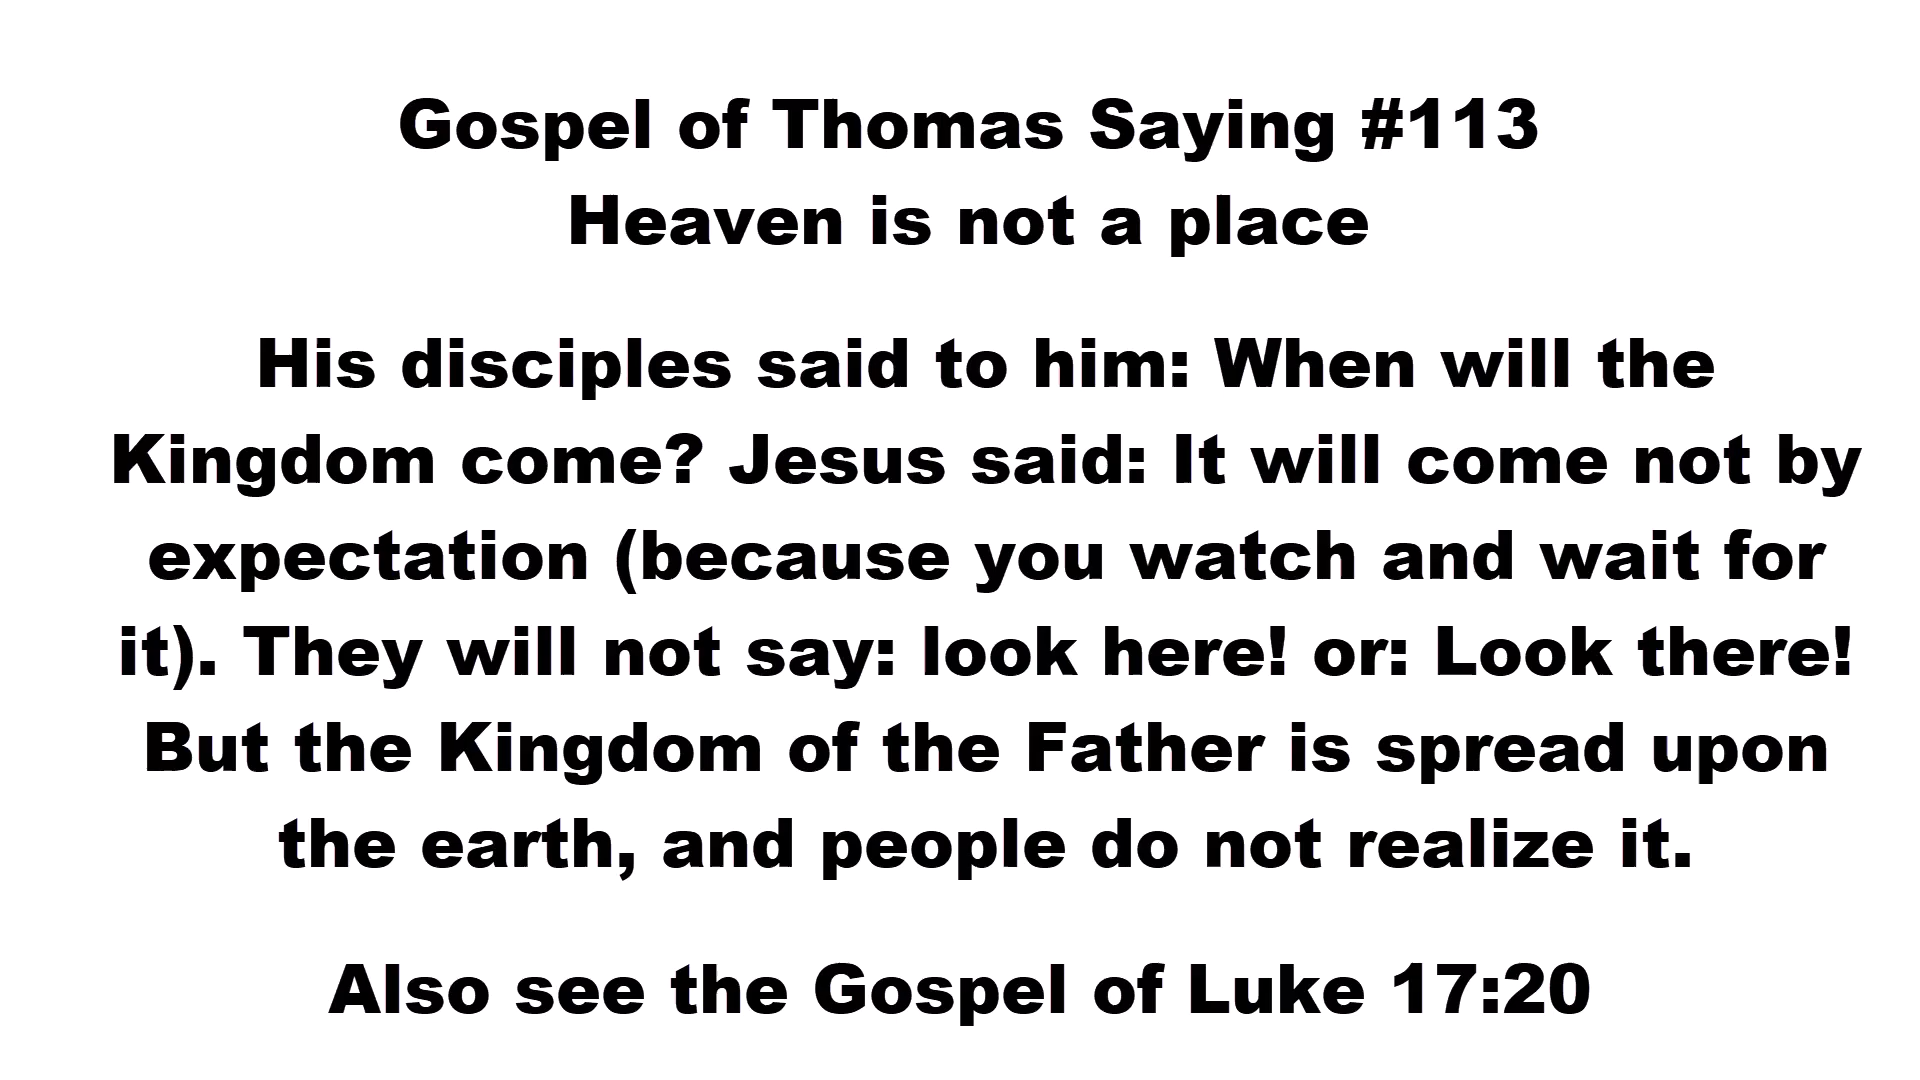 Gospel of Thomas Saying #113
Heaven is not a place
His disciples said to him: When will the
Kingdom come? Jesus said: It will come not by
expectation (because you watch and wait for
it). They will not say: look here! or: Look there!
But the Kingdom of the Father is spread upon
the earth, and people do not realize it.
Also see the Gospel of Luke 17:20